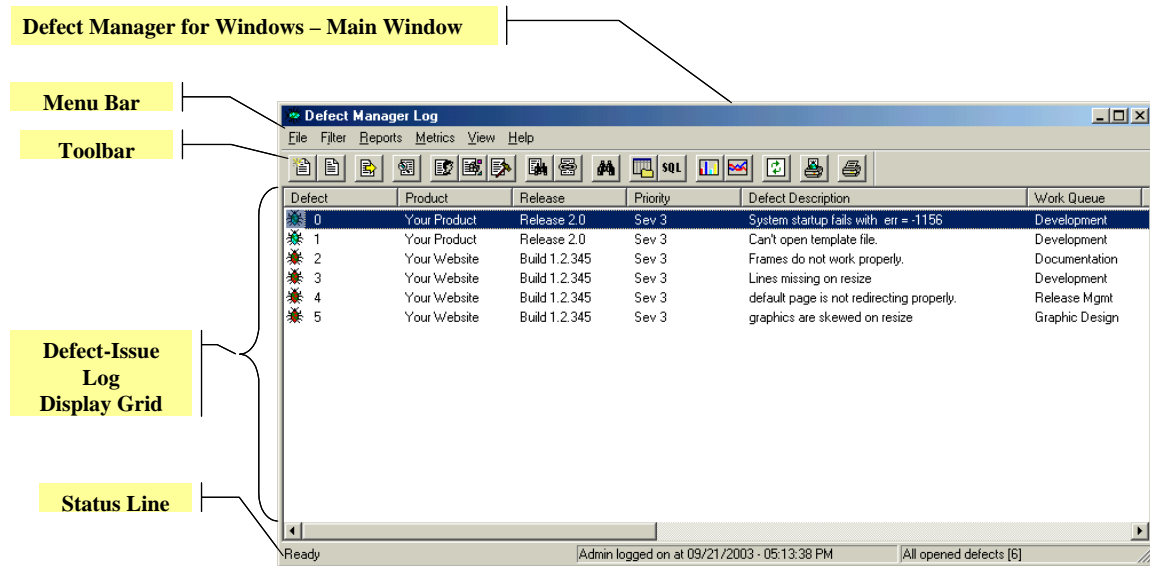 Defect Manager for Windows – Main Window
Menu Bar
Toolbar
Defect-Issue
Log
Display Grid
Status Line
Defect Manager Log
File Filter Reports Metrics View Help
SQL
Defect Product Release Priority Defect Description Work Queue
0 Your Product Release 2.0 Sev 3 System startup fails with err = -1156 Development
1 Your Product Release 2.0 Sev 3 Can't open template file. Development
2 Your Website Build 1.2.345 Sev 3 Frames do not work properly. Documentation
3 Your Website Build 1.2.345 Sev 3 Lines missing on resize Development
4 Your Website Build 1.2.345 Sev 3 default page is not redirecting properly. Release Mgmt
5 Your Website Build 1.2.345 Sev 3 graphics are skewed on resize Graphic Design
Ready Admin logged on at 09/21/2003 - 05:13:38 PM All opened defects [6]